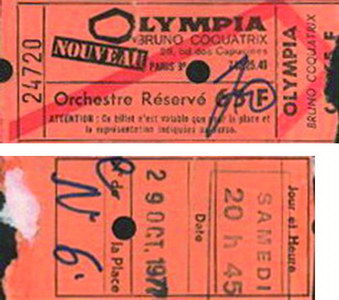 24720
OLYMPIA
BRUNO COQUATRIX
28, bd des Capucines
NOUVEAU
PARIS 9e
Orchestre Réservé
ATTENTION : Ce billet n'est valable que pour la place et
la représentation indiquées au verso.
OLYMPIA
BRUNO COQUATRIX
N° de
la Place
N 6
29 OCT. 197
Date
SAMEDI
20 h 45
Jour et Heure